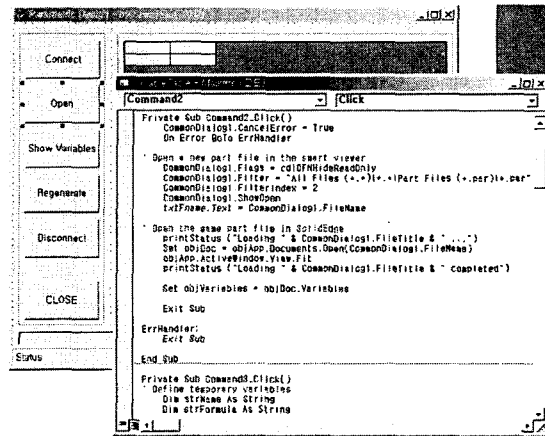 Connect
Open
Show Variables
Regenerate
Disconnect
CLOSE
Status
Command2
Click
Private Sub Command2_Click()
CommonDialog1.CancelError = True
On Error GoTo ErrHandler
' Open a new part file in the smart viewer
CommonDialog1.Flags = cdlOFNHideReadOnly
CommonDialog1.Filter = "All Files (*.*)|*.*|Part Files (*.par)|*.par"
CommonDialog1.FilterIndex = 2
CommonDialog1.ShowOpen
txtFname.Text = CommonDialog1.FileName
' Open the same part file in SolidEdge
printStatus ("Loading " & CommonDialog1.FileTitle & " ...")
Set objDoc = objApp.Documents.Open(CommonDialog1.FileName)
objApp.ActiveWindow.View.Fit
printStatus ("Loading " & CommonDialog1.FileTitle & " completed")
Set objVariables = objDoc.Variables
Exit Sub
ErrHandler:
Exit Sub
End Sub
Private Sub Command3_Click()
' Define temporary variables
Dim strName As String
Dim strFormula As String